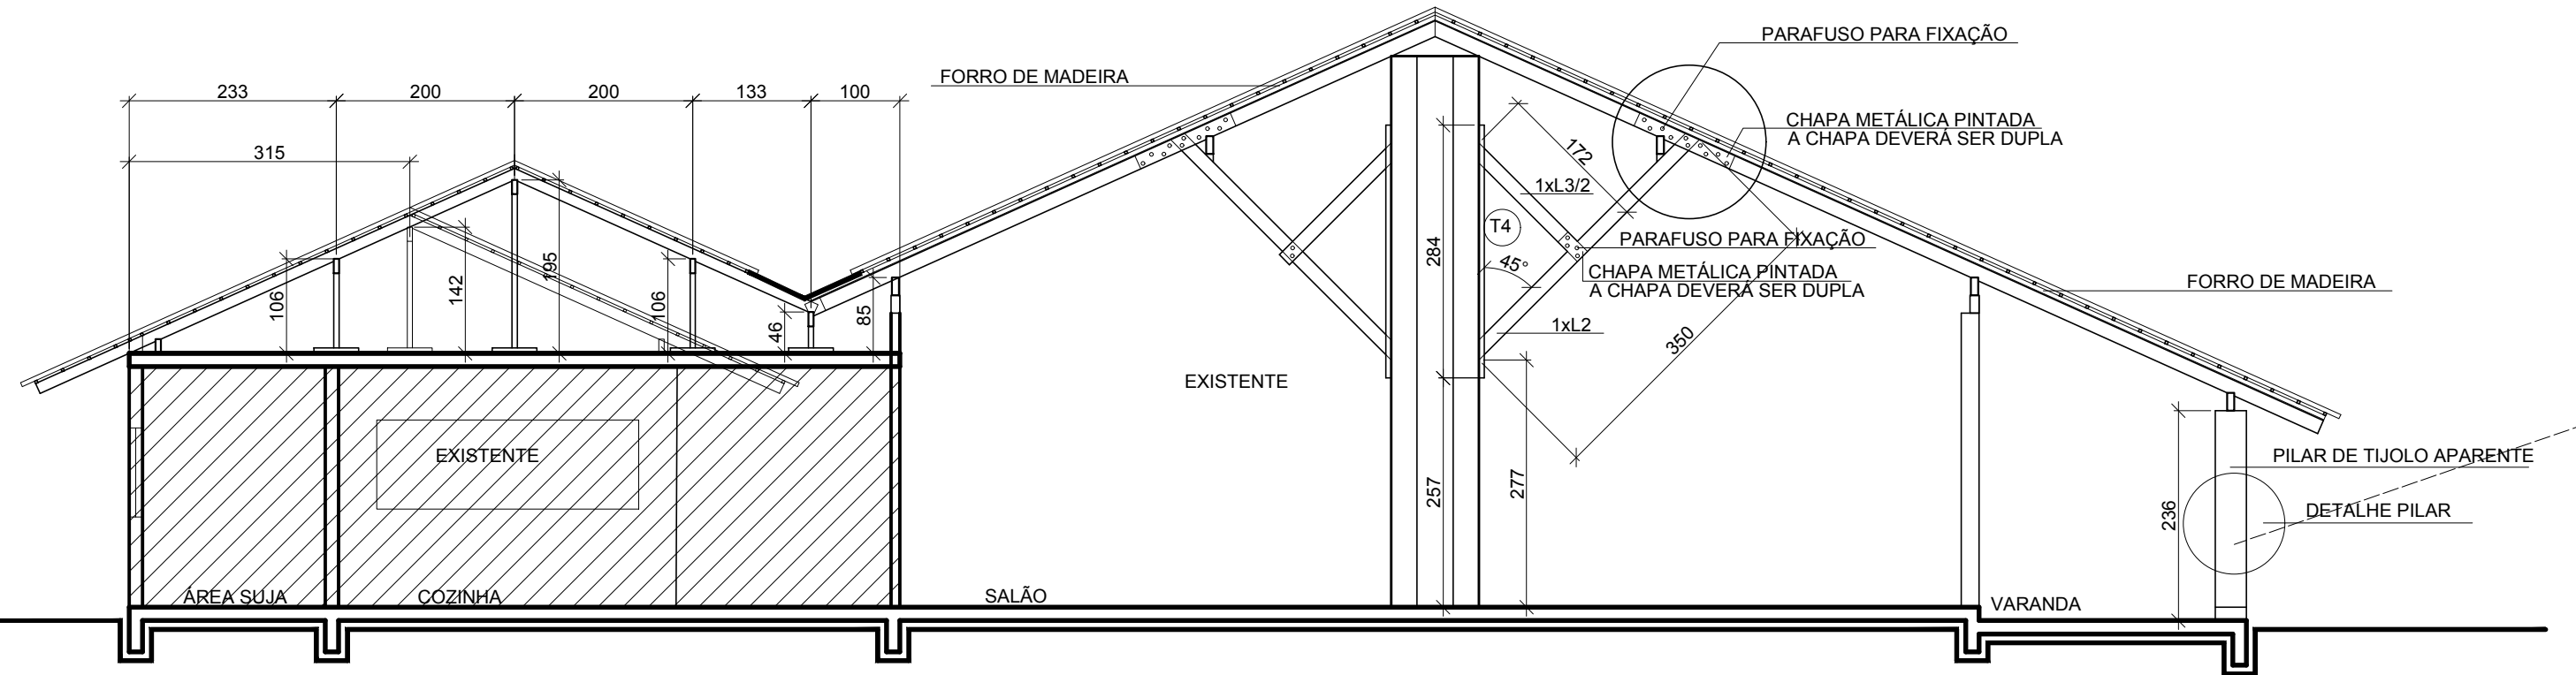 PARAFUSO PARA FIXAÇÃO
FORRO DE MADEIRA
233
200
200
133
100
CHAPA METÁLICA PINTADA
A CHAPA DEVERÁ SER DUPLA
315
172
1xL3/2
T4
PARAFUSO PARA FIXAÇÃO
284
45°
CHAPA METÁLICA PINTADA
A CHAPA DEVERÁ SER DUPLA
FORRO DE MADEIRA
106
142
195
106
46
85
1xL2
350
EXISTENTE
EXISTENTE
257
277
PILAR DE TIJOLO APARENTE
236
DETALHE PILAR
ÁREA SUJA
COZINHA
SALÃO
VARANDA